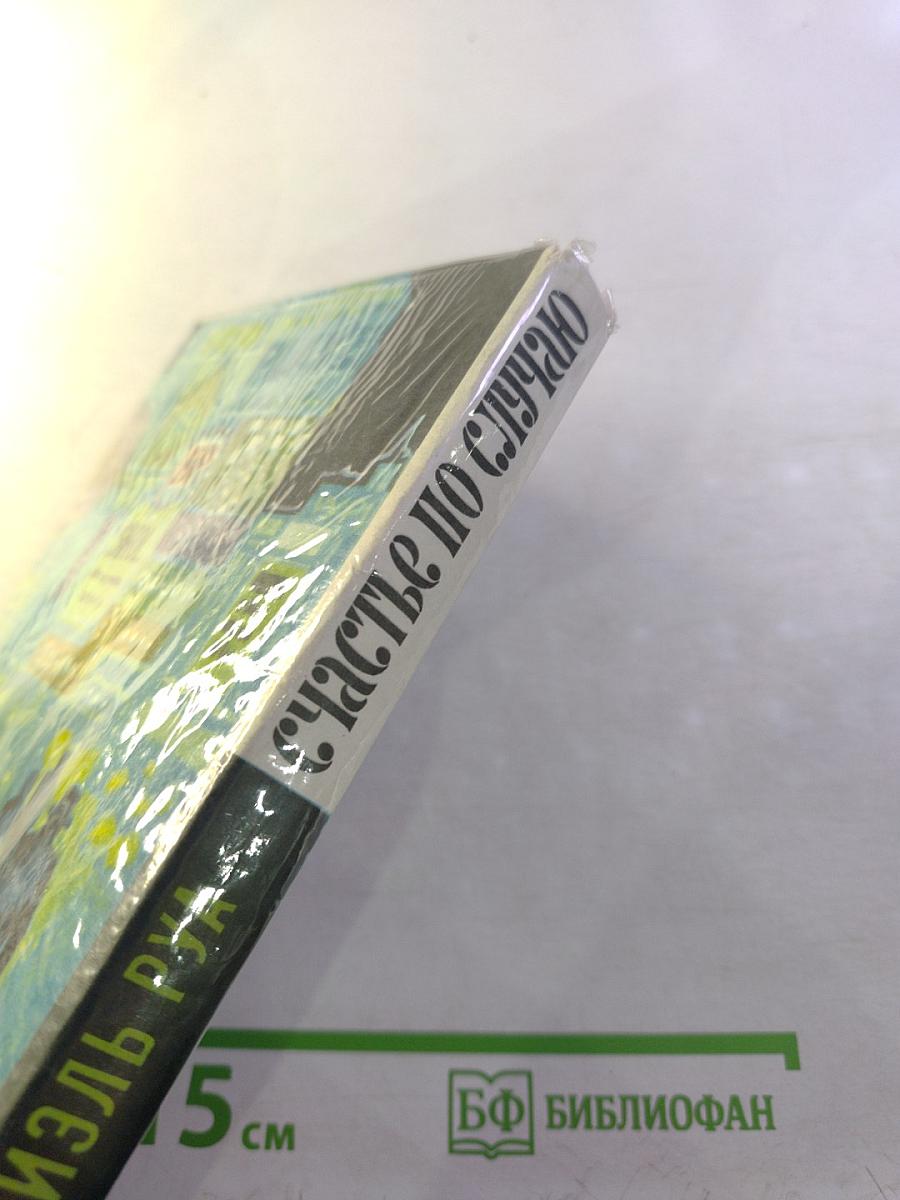 СЧАСТЬЕ ПО СЛУЧАЮ
ИЭЛЬ РУА
15 см
БФ БИБЛИОФАН